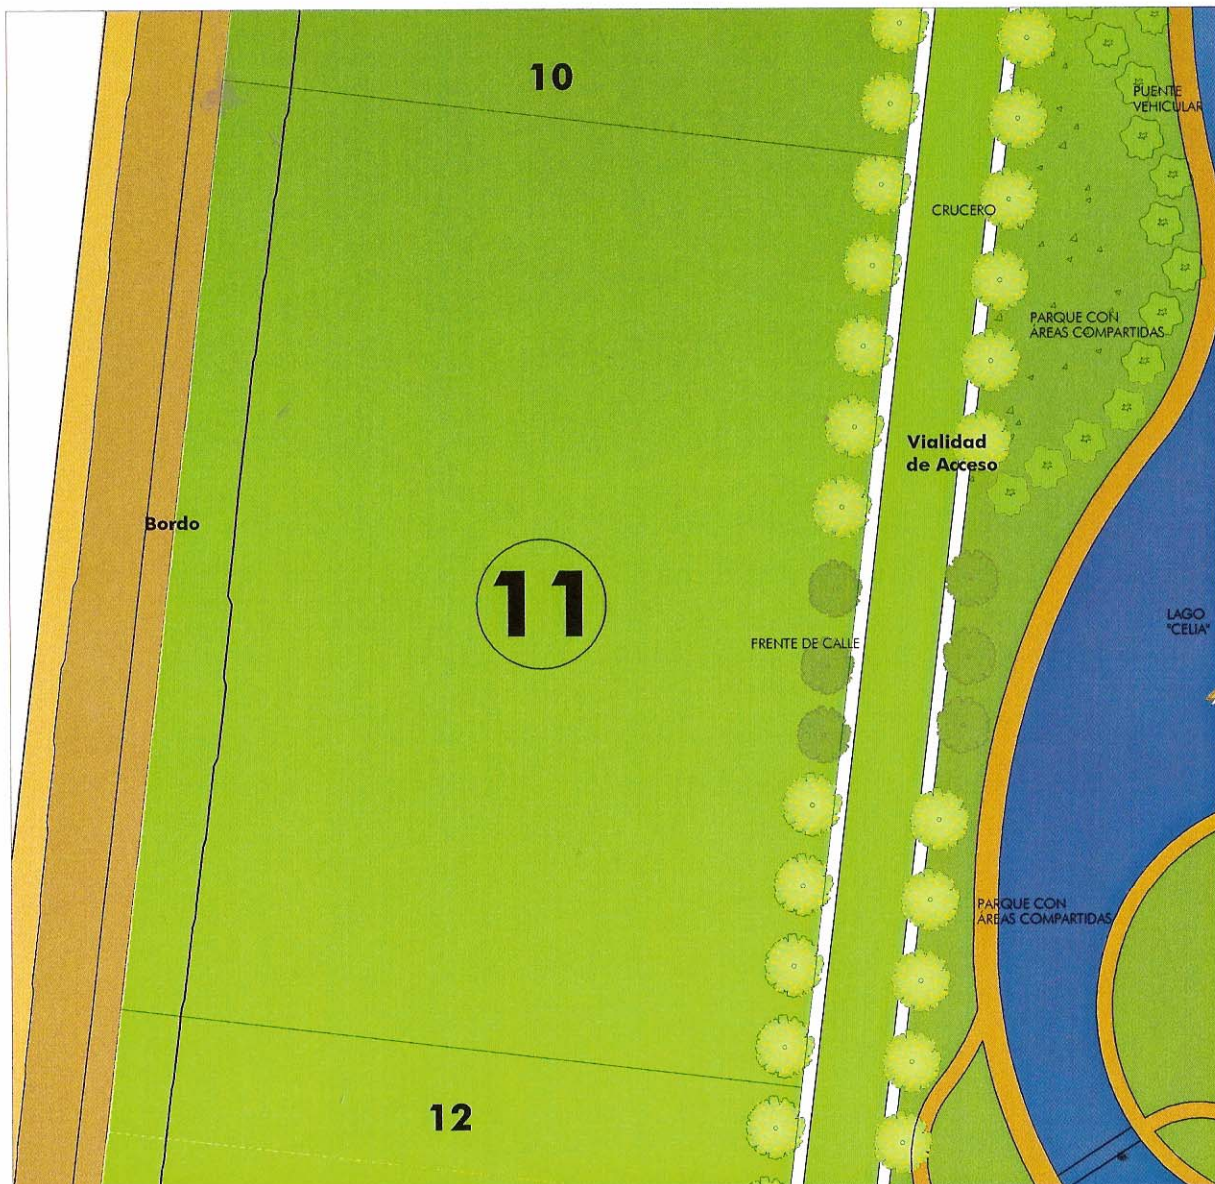 10
PUENTE
VEHICULAR
CRUCERO
PARQUE CON
ÁREAS COMPARTIDAS
Vialidad
de Acceso
Bordo
11
LAGO
"CELIA"
FRENTE DE CALLE
PARQUE CON
ÁREAS COMPARTIDAS
12